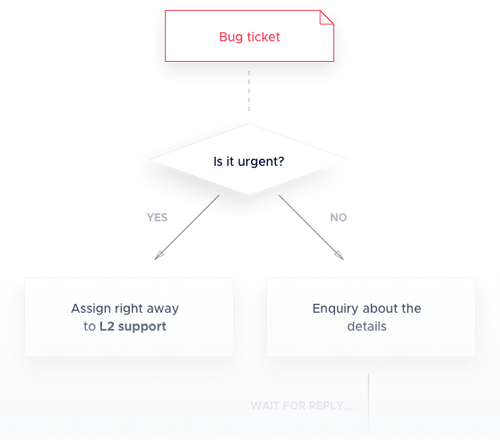 Bug ticket
Is it urgent?
YES
NO
Assign right away
to L2 support
Enquiry about the
details
WAIT FOR REPLY,,,